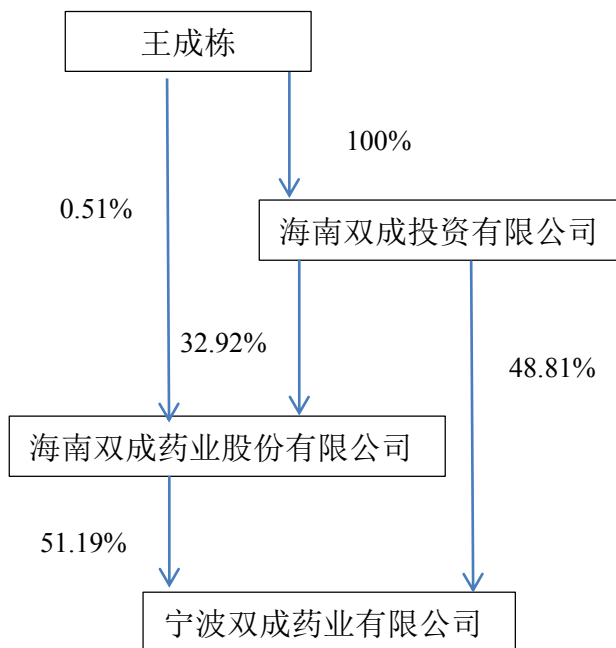 王成栋
100%
0.51%
海南双成投资有限公司
32.92%
48.81%
海南双成药业股份有限公司
51.19%
宁波双成药业有限公司